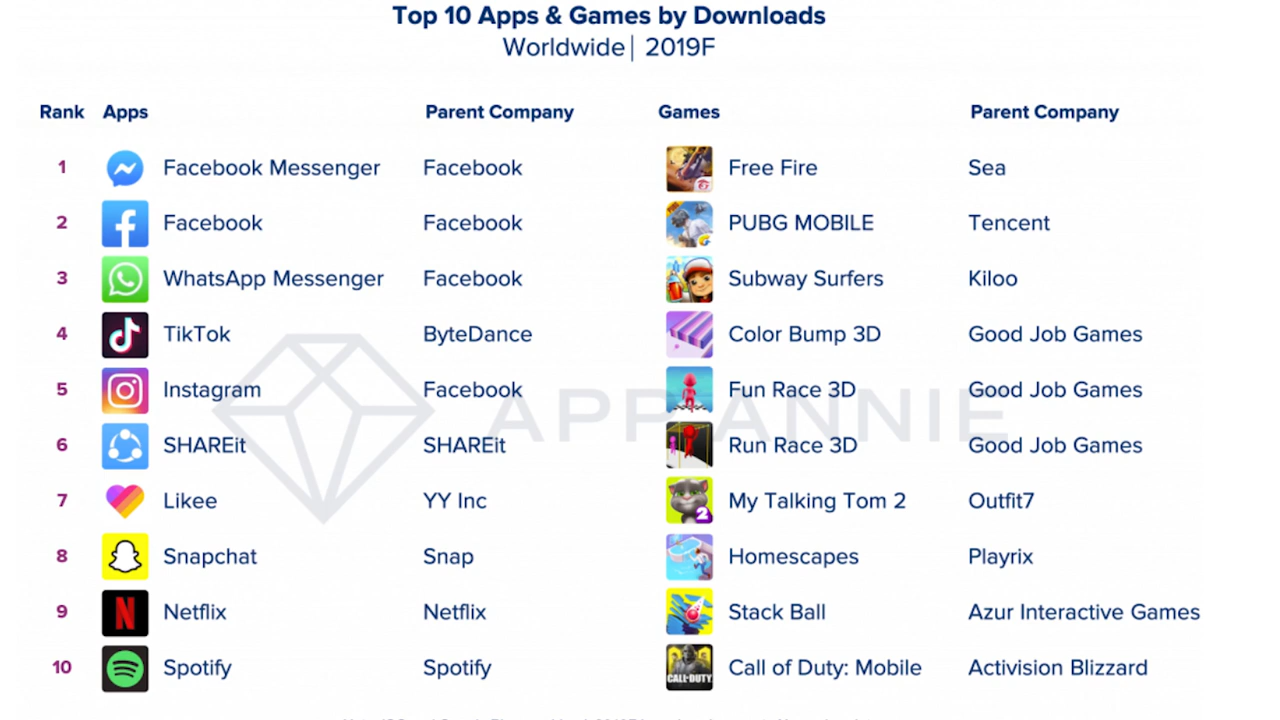 Top 10 Apps & Games by Downloads
Worldwide | 2019F
Rank Apps Parent Company Games Parent Company
1 Facebook Messenger Facebook Free Fire Sea
2 Facebook Facebook PUBG MOBILE Tencent
3 WhatsApp Messenger Facebook Subway Surfers Kiloo
4 TikTok ByteDance Color Bump 3D Good Job Games
5 Instagram Facebook Fun Race 3D Good Job Games
6 SHAREit SHAREit Run Race 3D Good Job Games
7 Likee YY Inc 2 My Talking Tom 2 Outfit7
8 Snapchat Snap Homescapes Playrix
9 Netflix Netflix Stack Ball Azur Interactive Games
10 Spotify Spotify CALL OF DUTY Call of Duty: Mobile Activision Blizzard
APP ANNIE